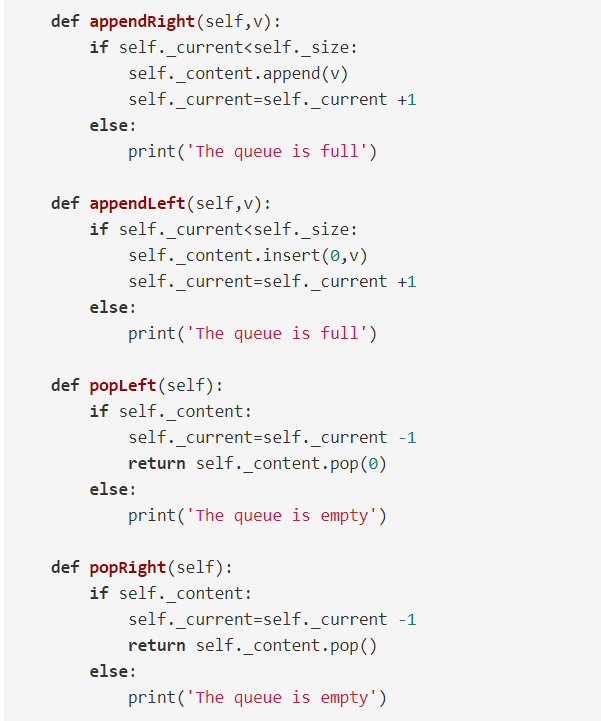 def appendRight(self,v):
    if self._current<self._size:
        self._content.append(v)
        self._current=self._current +1
    else:
        print('The queue is full')

def appendLeft(self,v):
    if self._current<self._size:
        self._content.insert(0,v)
        self._current=self._current +1
    else:
        print('The queue is full')

def popLeft(self):
    if self._content:
        self._current=self._current -1
        return self._content.pop(0)
    else:
        print('The queue is empty')

def popRight(self):
    if self._content:
        self._current=self._current -1
        return self._content.pop()
    else:
        print('The queue is empty')